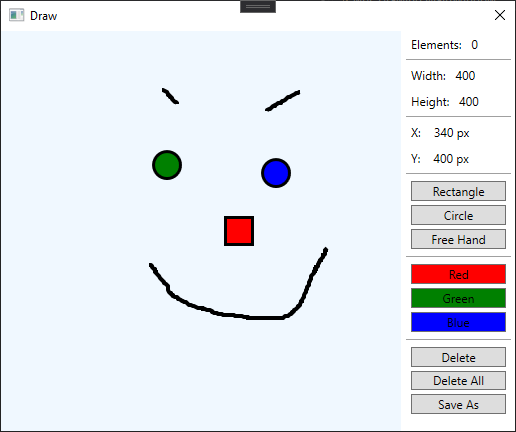 Draw
Elements: 0
Width: 400
Height: 400
X: 340 px
Y: 400 px
Rectangle
Circle
Free Hand
Red
Green
Blue
Delete
Delete All
Save As